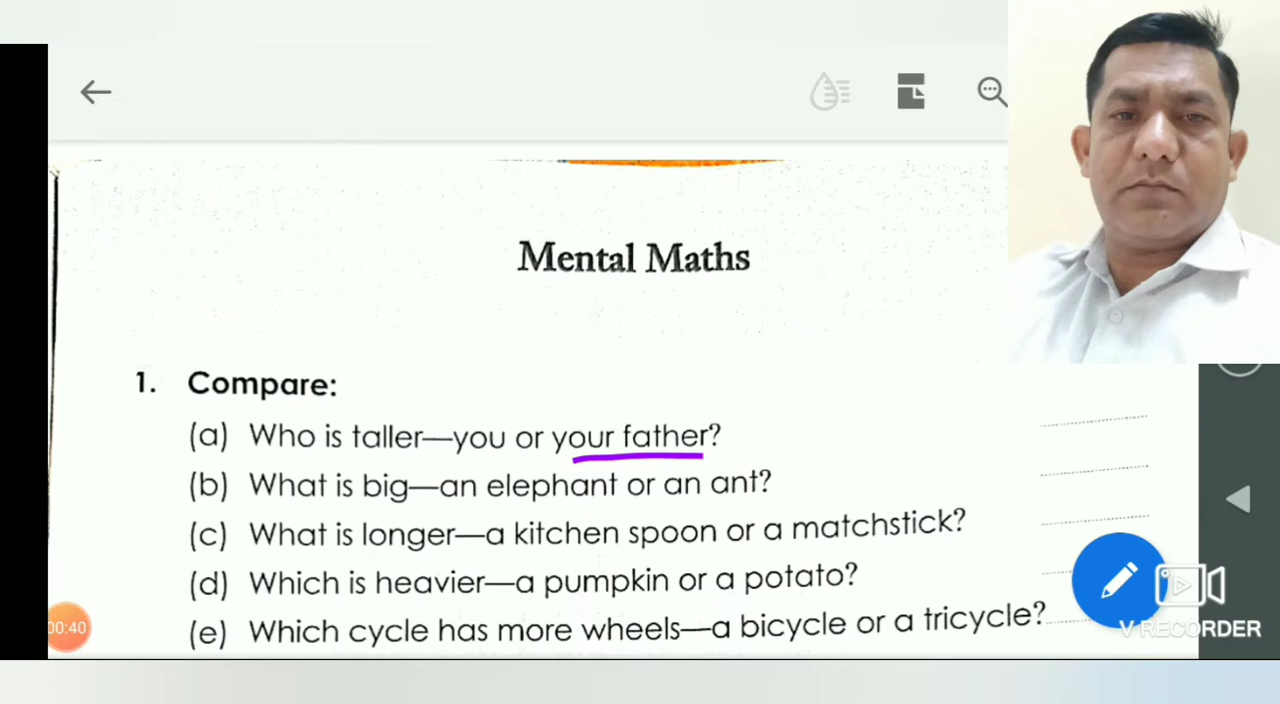 Mental Maths
1. Compare:
(a) Who is taller—you or your father?
(b) What is big—an elephant or an ant?
(c) What is longer—a kitchen spoon or a matchstick?
(d) Which is heavier—a pumpkin or a potato?
(e) Which cycle has more wheels—a bicycle or a tricycle?
00:40
V RECORDER